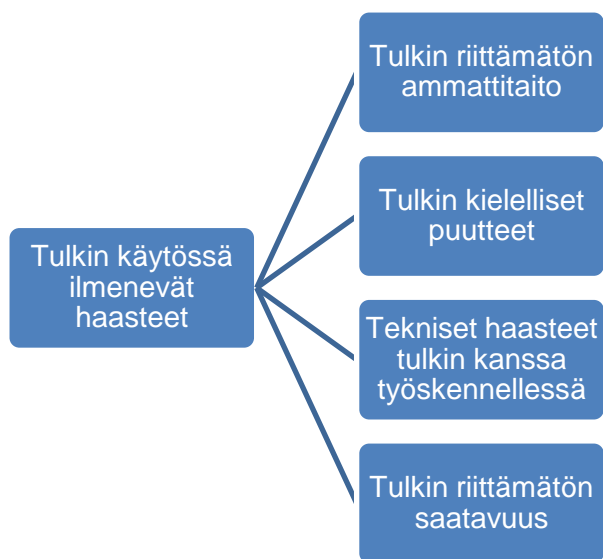 Tulkin riittämätön
ammattitaito
Tulkin kielelliset
puutteet
Tulkin käytössä
ilmenevät
haasteet
Tekniset haasteet
tulkin kanssa
työskennellessä
Tulkin riittämätön
saatavuus